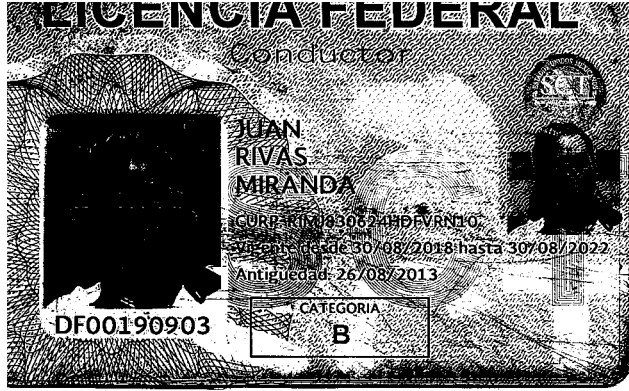 LICENCIA FEDERAL
Conductor
SCT
JUAN
RIVAS
MIRANDA
CURP: RIMJ830624HDFVRN10
Vigente desde 30/08/2018 hasta 30/08/2022
Antigüedad: 26/08/2013
CATEGORIA
B
DF00190903